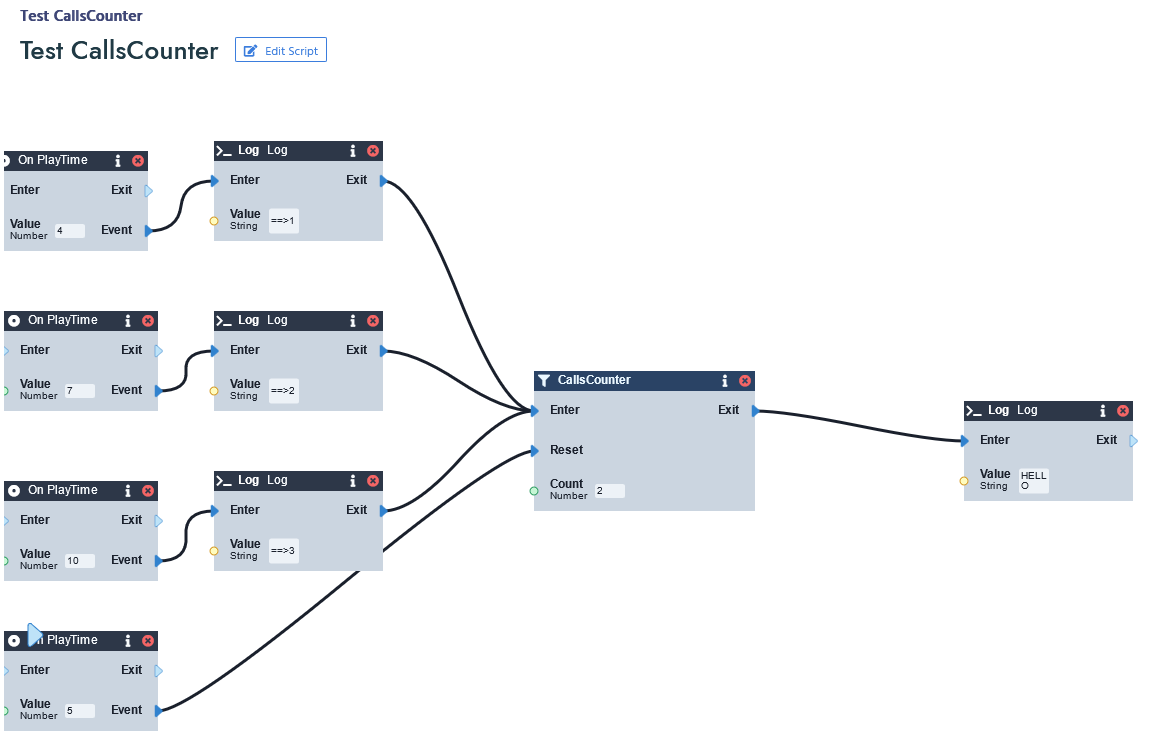 Test CallsCounter
Test CallsCounter
Edit Script
On PlayTime
Enter Exit
Value
Number
4
Event
Log Log
Enter Exit
Value
String
==>1
On PlayTime
Enter Exit
Value
Number
7
Event
Log Log
Enter Exit
Value
String
==>2
CallsCounter
Enter Exit
Reset
Count
Number
2
Log Log
Enter Exit
Value
String
HELL
O
On PlayTime
Enter Exit
Value
Number
10
Event
Log Log
Enter Exit
Value
String
==>3
PlayTime
Enter Exit
Value
Number
5
Event